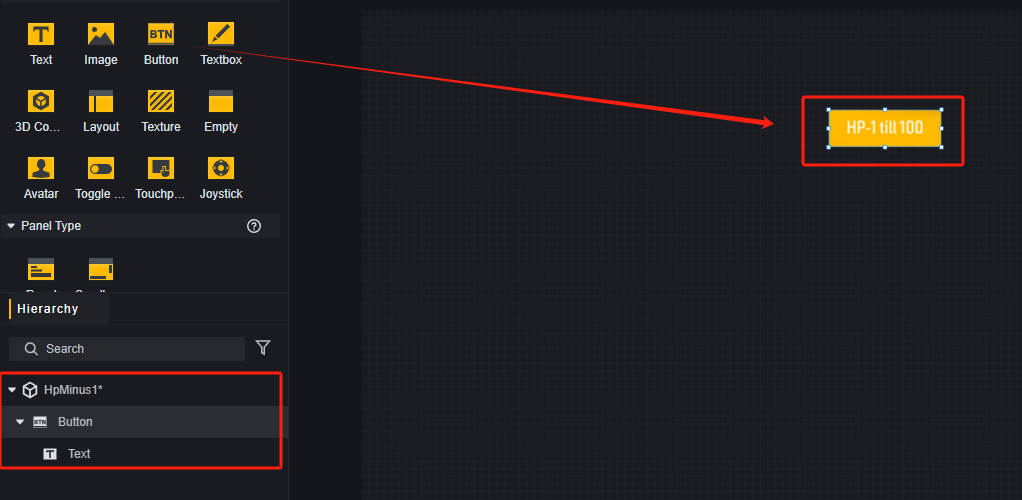 BTN
Text Image Button Textbox
3D Co... Layout Texture Empty
Avatar Toggle ... Touchp... Joystick
Panel Type
Hierarchy
Search
HpMinus1*
BTN Button
T Text
HP-1 till 100